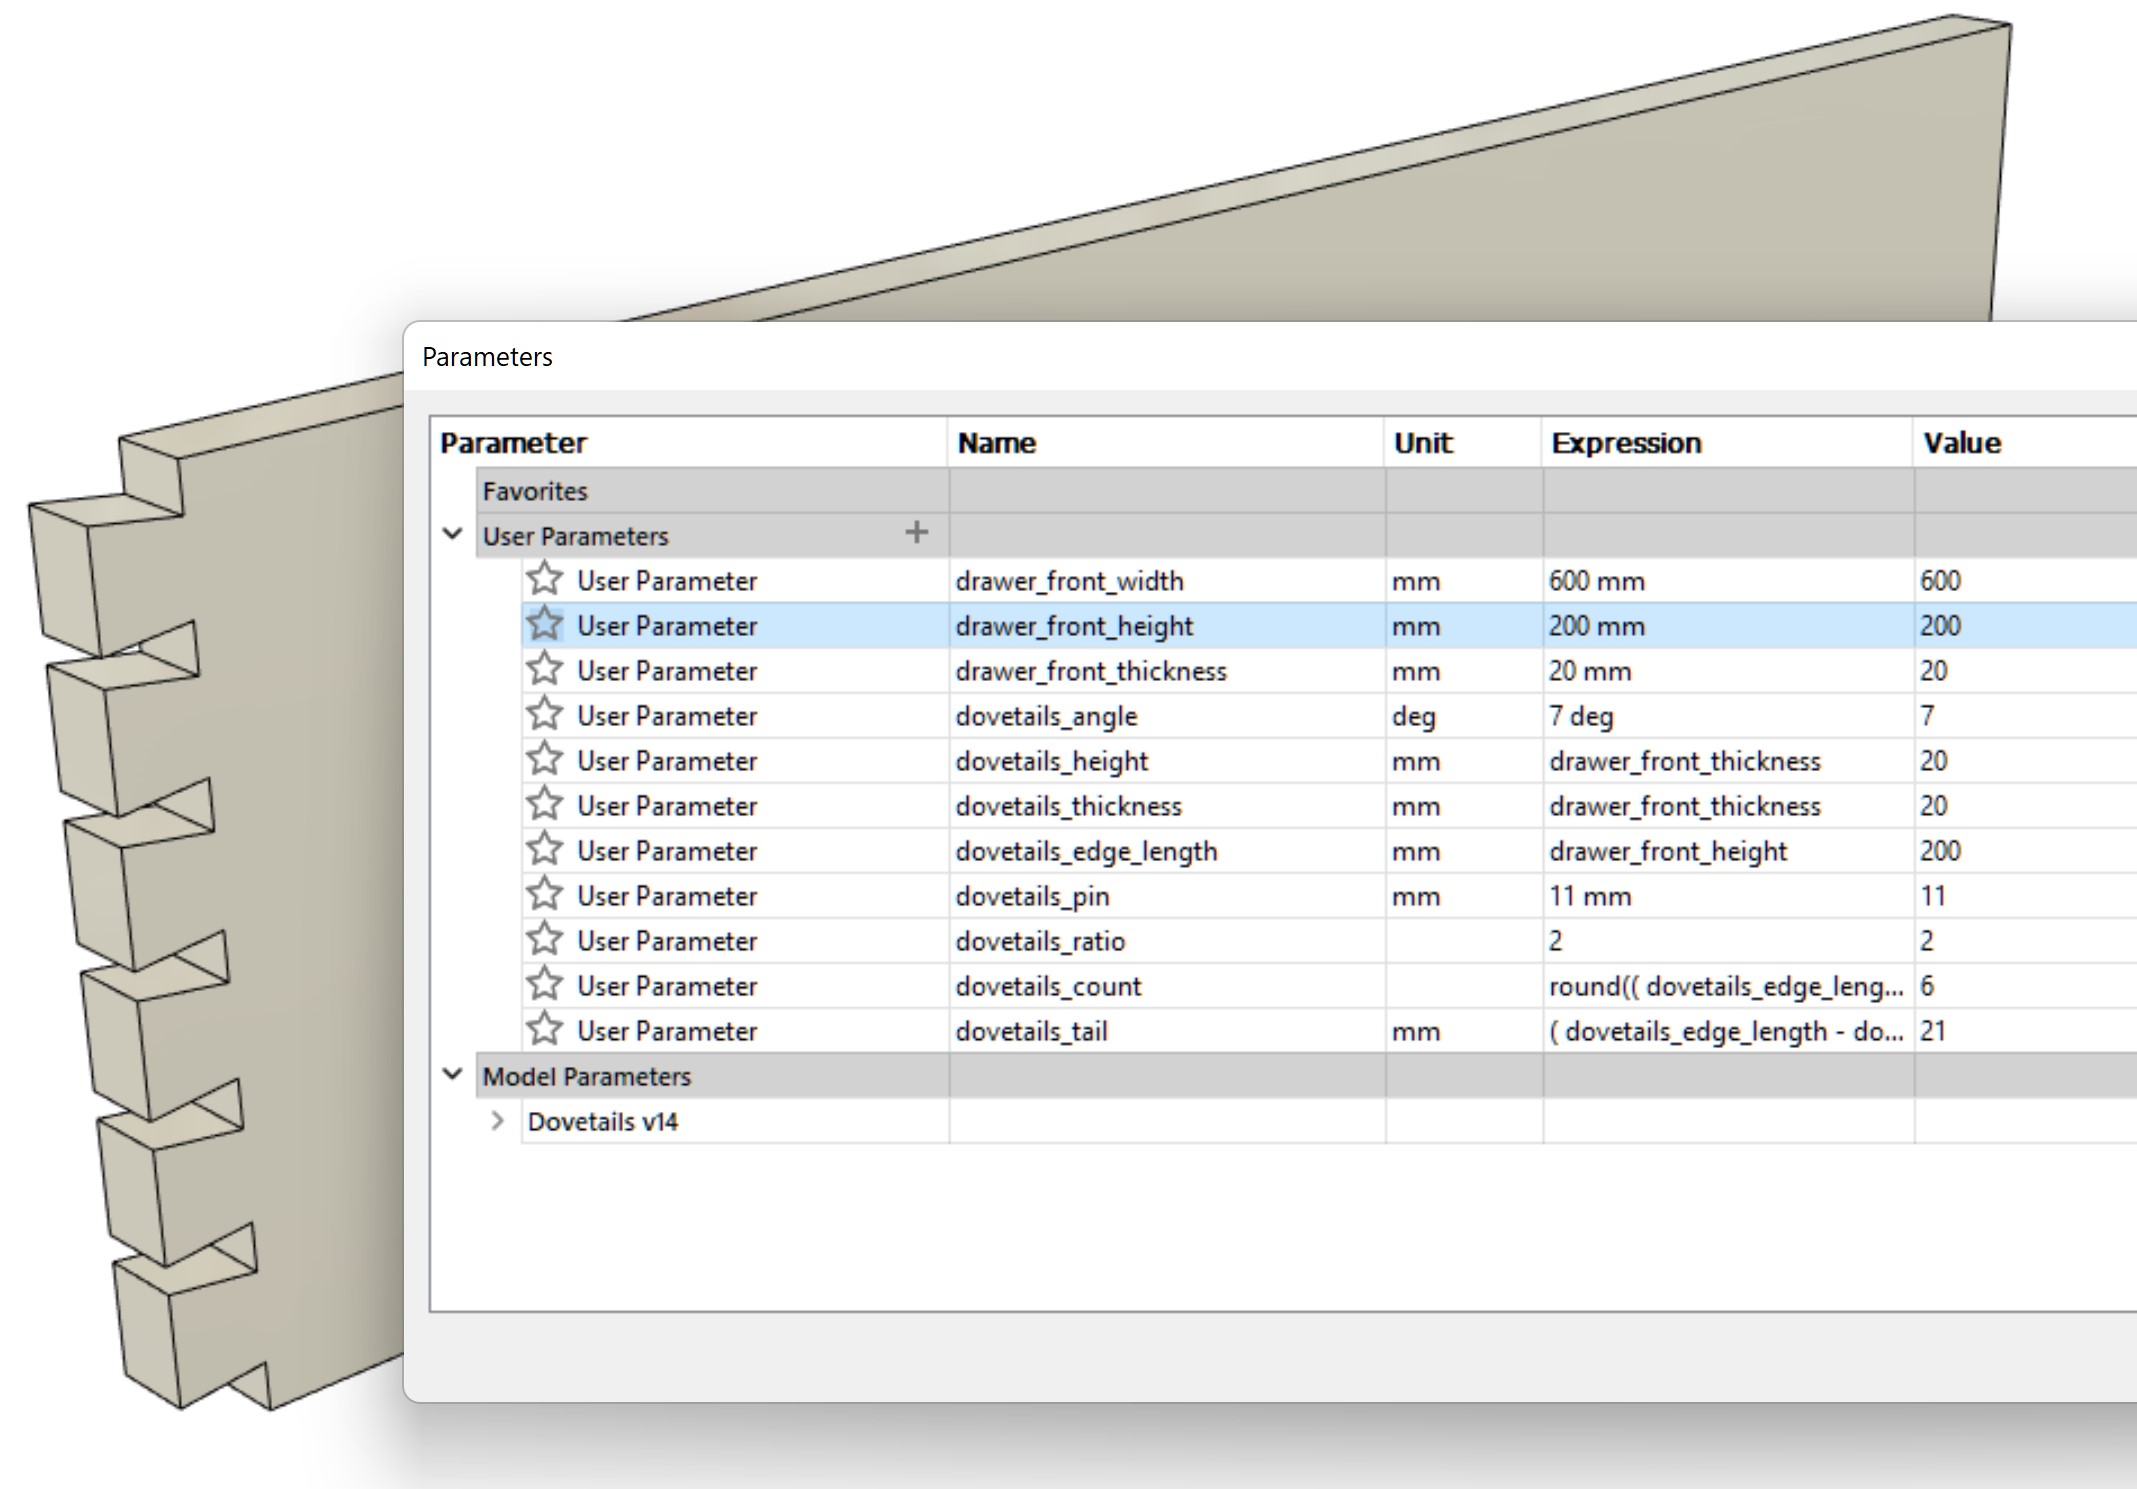 Parameters
Parameter Name Unit Expression Value
Favorites
User Parameters +
User Parameter drawer_front_width mm 600 mm 600
User Parameter drawer_front_height mm 200 mm 200
User Parameter drawer_front_thickness mm 20 mm 20
User Parameter dovetails_angle deg 7 deg 7
User Parameter dovetails_height mm drawer_front_thickness 20
User Parameter dovetails_thickness mm drawer_front_thickness 20
User Parameter dovetails_edge_length mm drawer_front_height 200
User Parameter dovetails_pin mm 11 mm 11
User Parameter dovetails_ratio 2 2
User Parameter dovetails_count round(( dovetails_edge_leng... 6
User Parameter dovetails_tail mm ( dovetails_edge_length - do... 21
Model Parameters
Dovetails v14